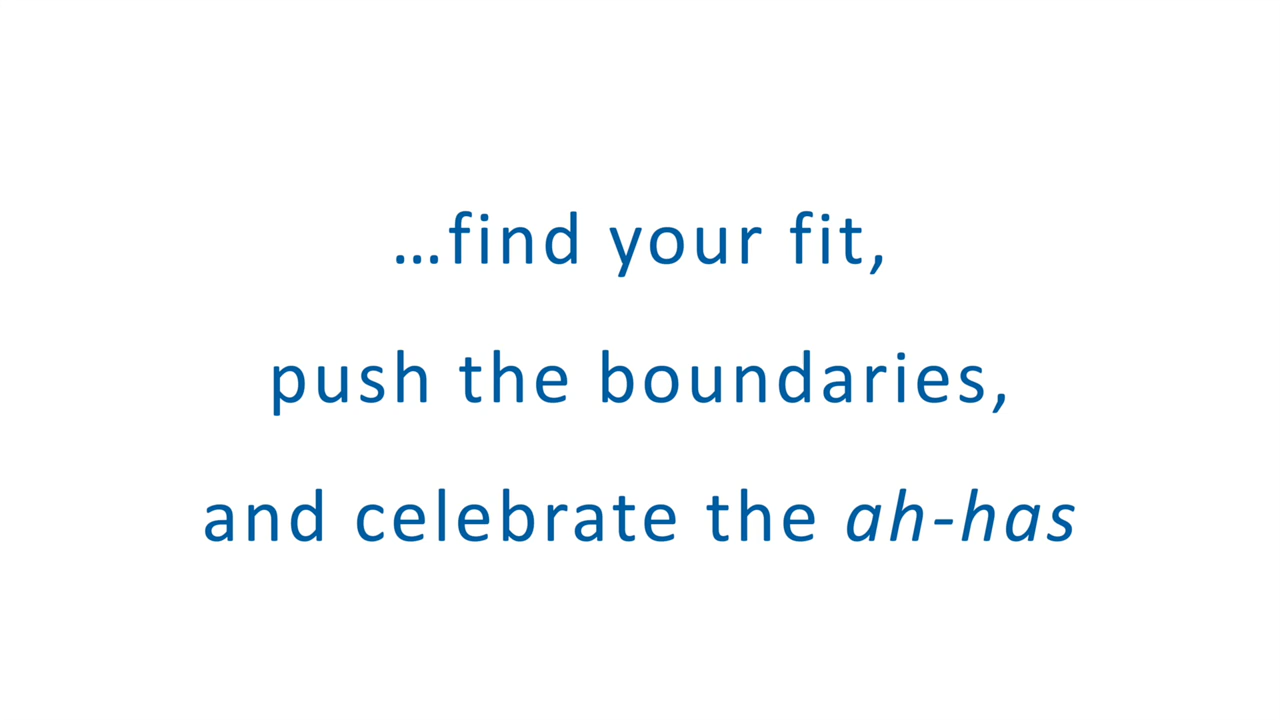 …find your fit,
push the boundaries,
and celebrate the ah-has